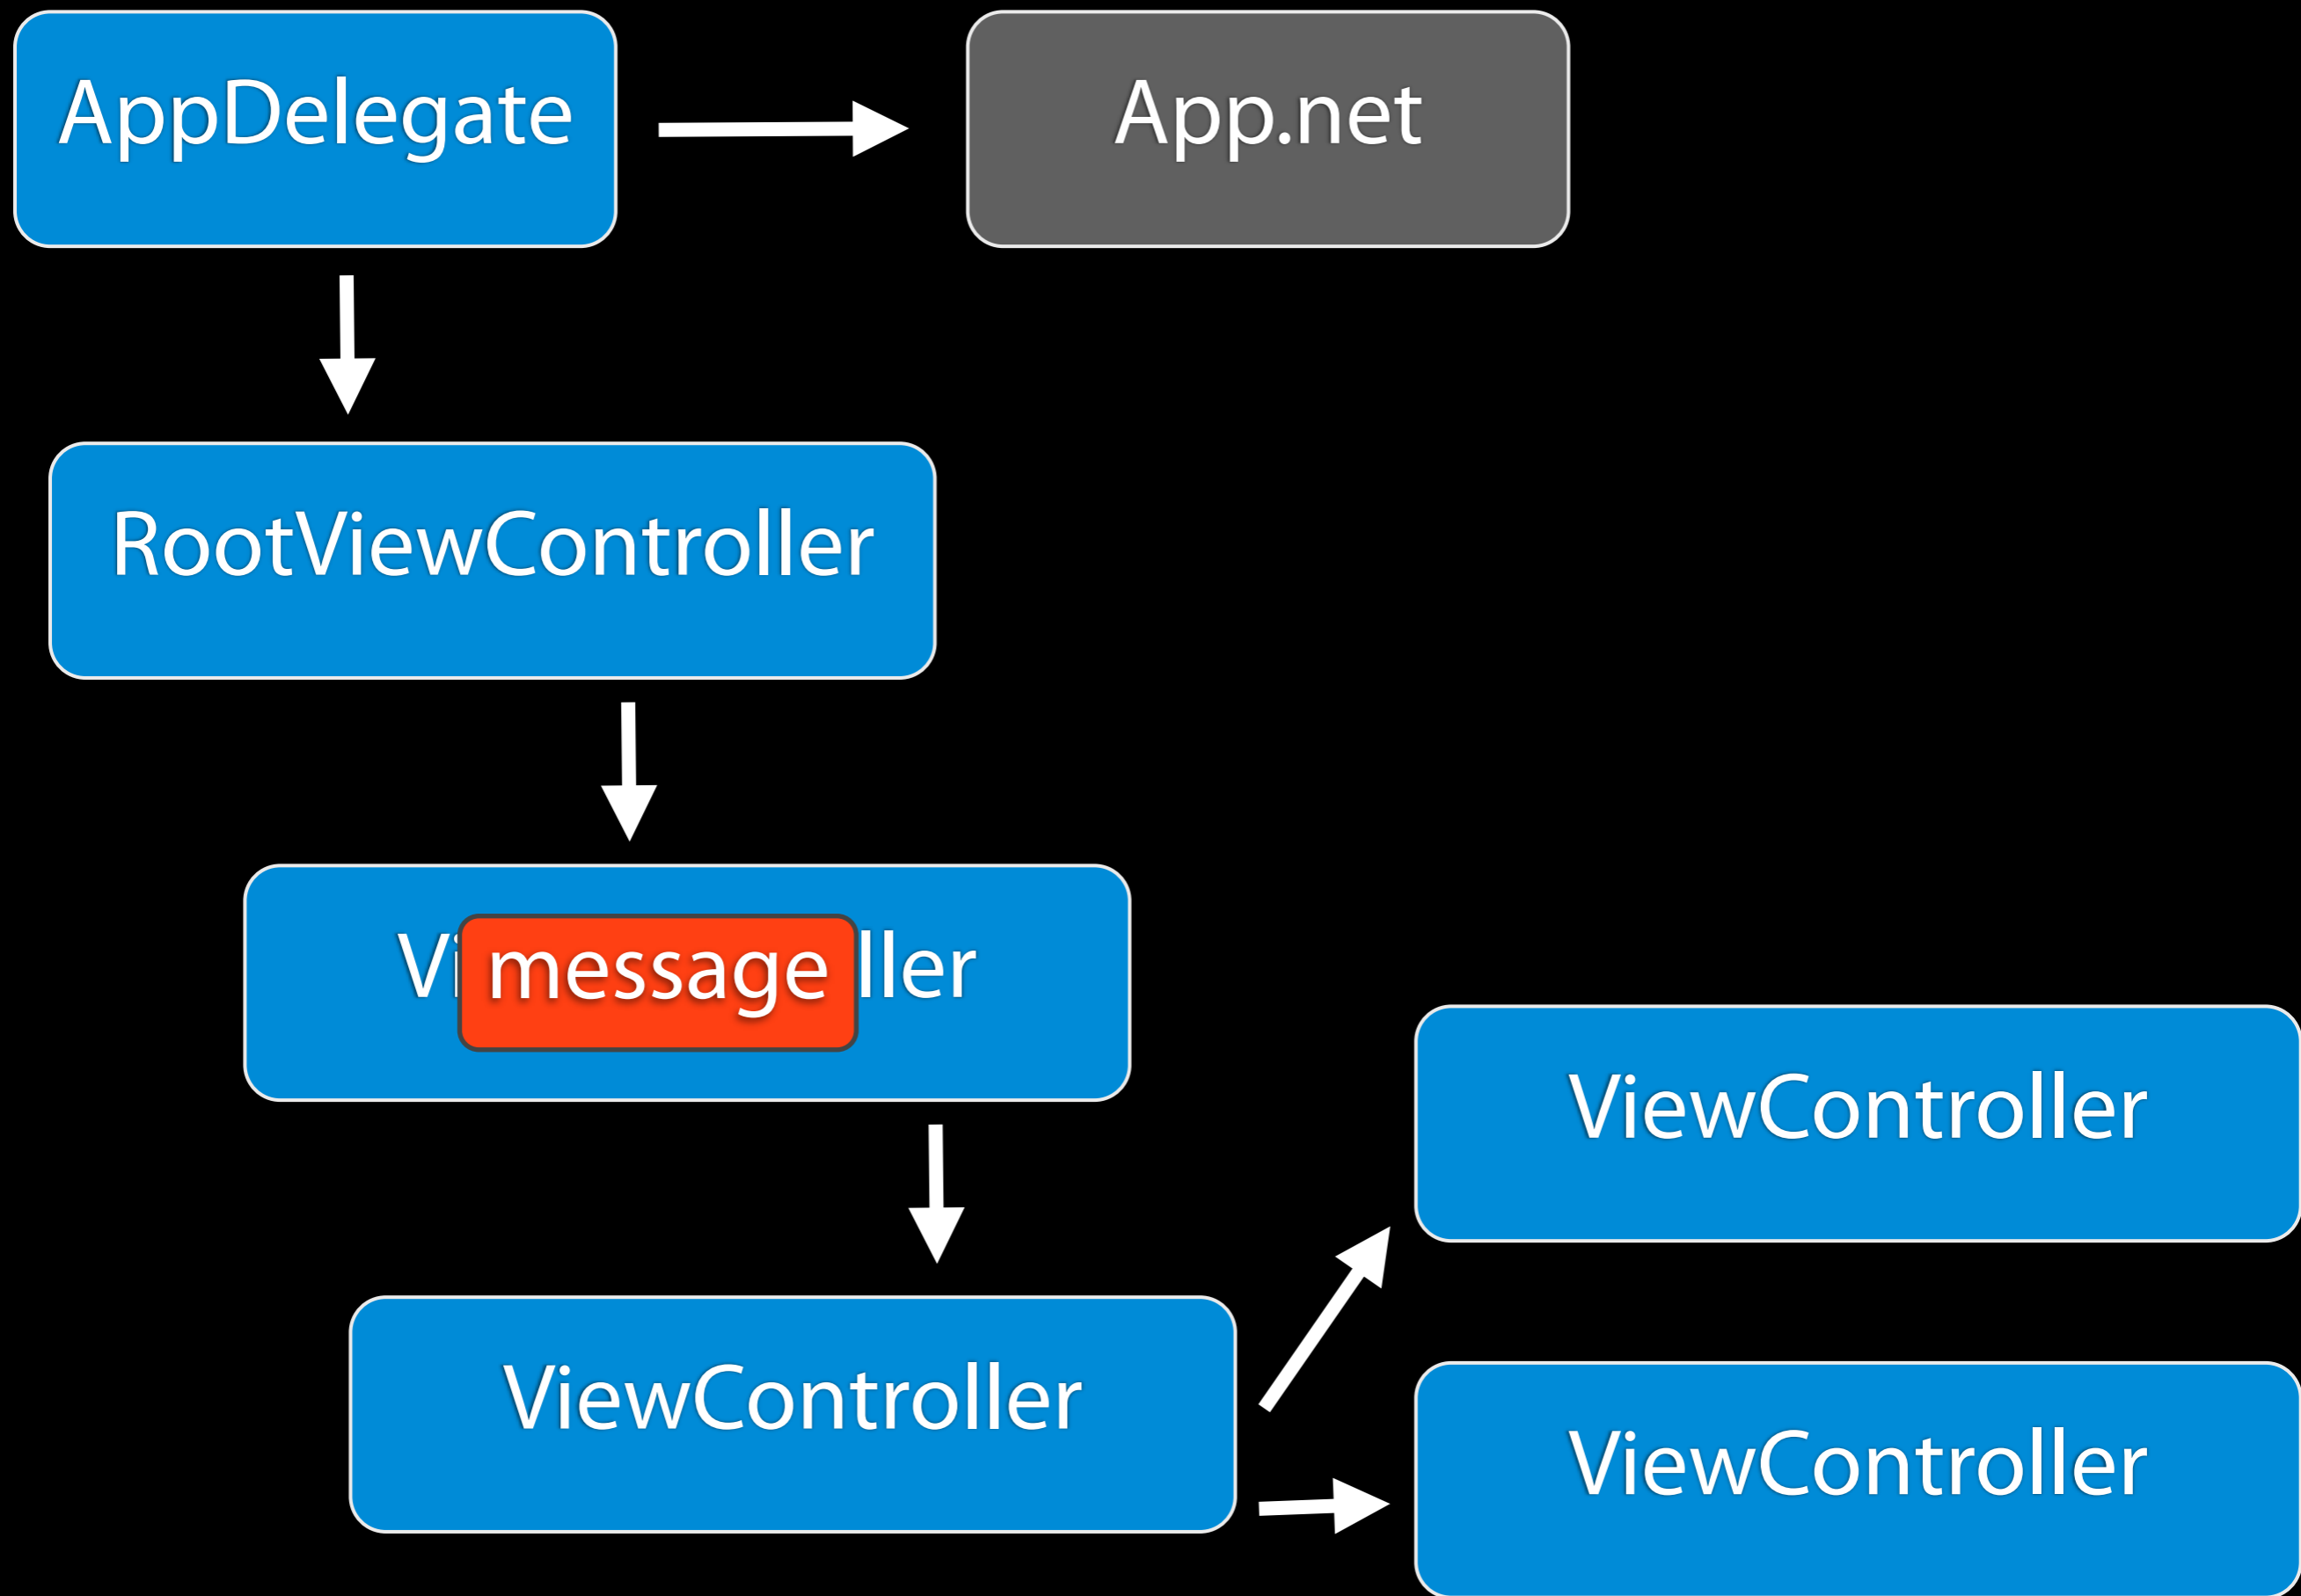 AppDelegate
App.net
RootViewController
Vi
message
ller
ViewController
ViewController
ViewController